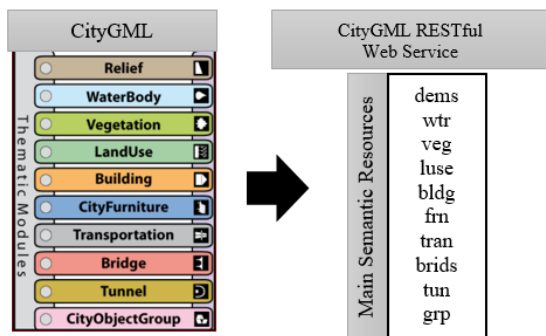 CityGML
Thematic Modules
Relief
WaterBody
Vegetation
LandUse
Building
CityFurniture
Transportation
Bridge
Tunnel
CityObjectGroup
CityGML RESTful
Web Service
Main Semantic Resources
dems
wtr
veg
luse
bldg
frn
tran
brids
tun
grp